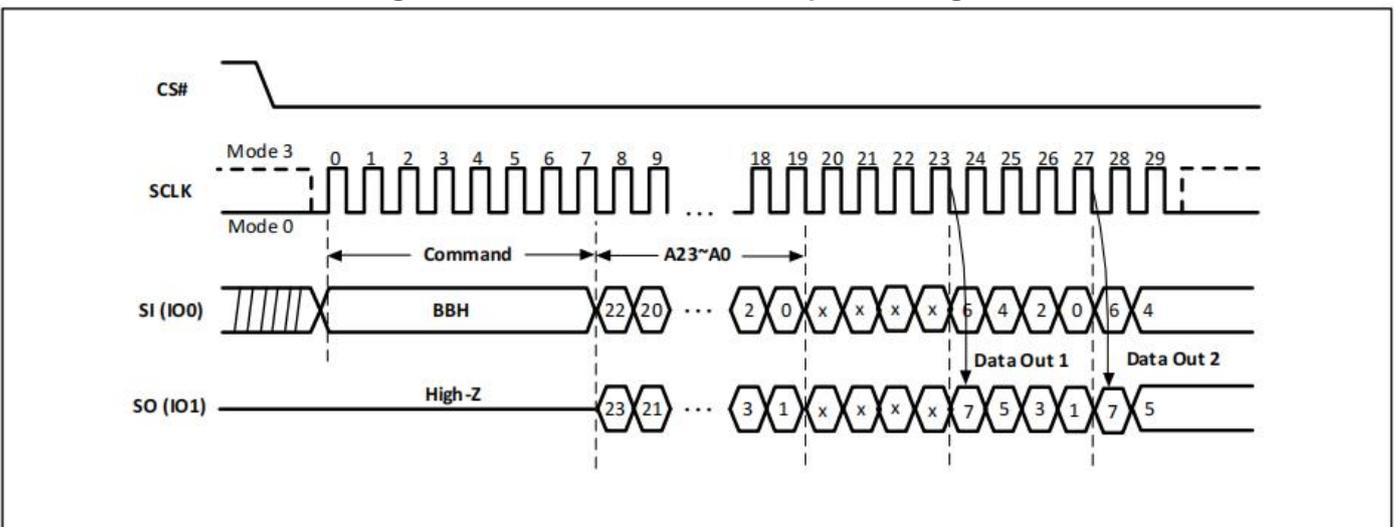 CS#
Mode 3
0 1 2 3 4 5 6 7 8 9 18 19 20 21 22 23 24 25 26 27 28 29
SCLK
...
Mode 0
Command A23~A0
SI (IO0) BBH 22 20 ... 2 0 x x x x 6 4 2 0 6 4
Data Out 1 Data Out 2
High-Z
SO (IO1) 23 21 ... 3 1 x x x x 7 5 3 1 7 5